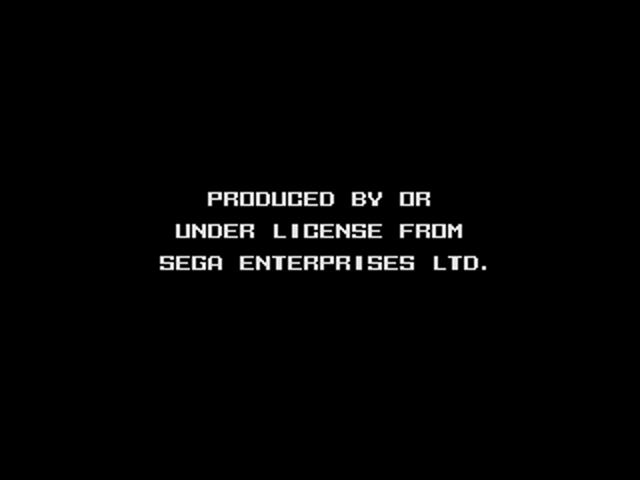 PRODUCED BY OR
UNDER LICENSE FROM
SEGA ENTERPRISES LTD.